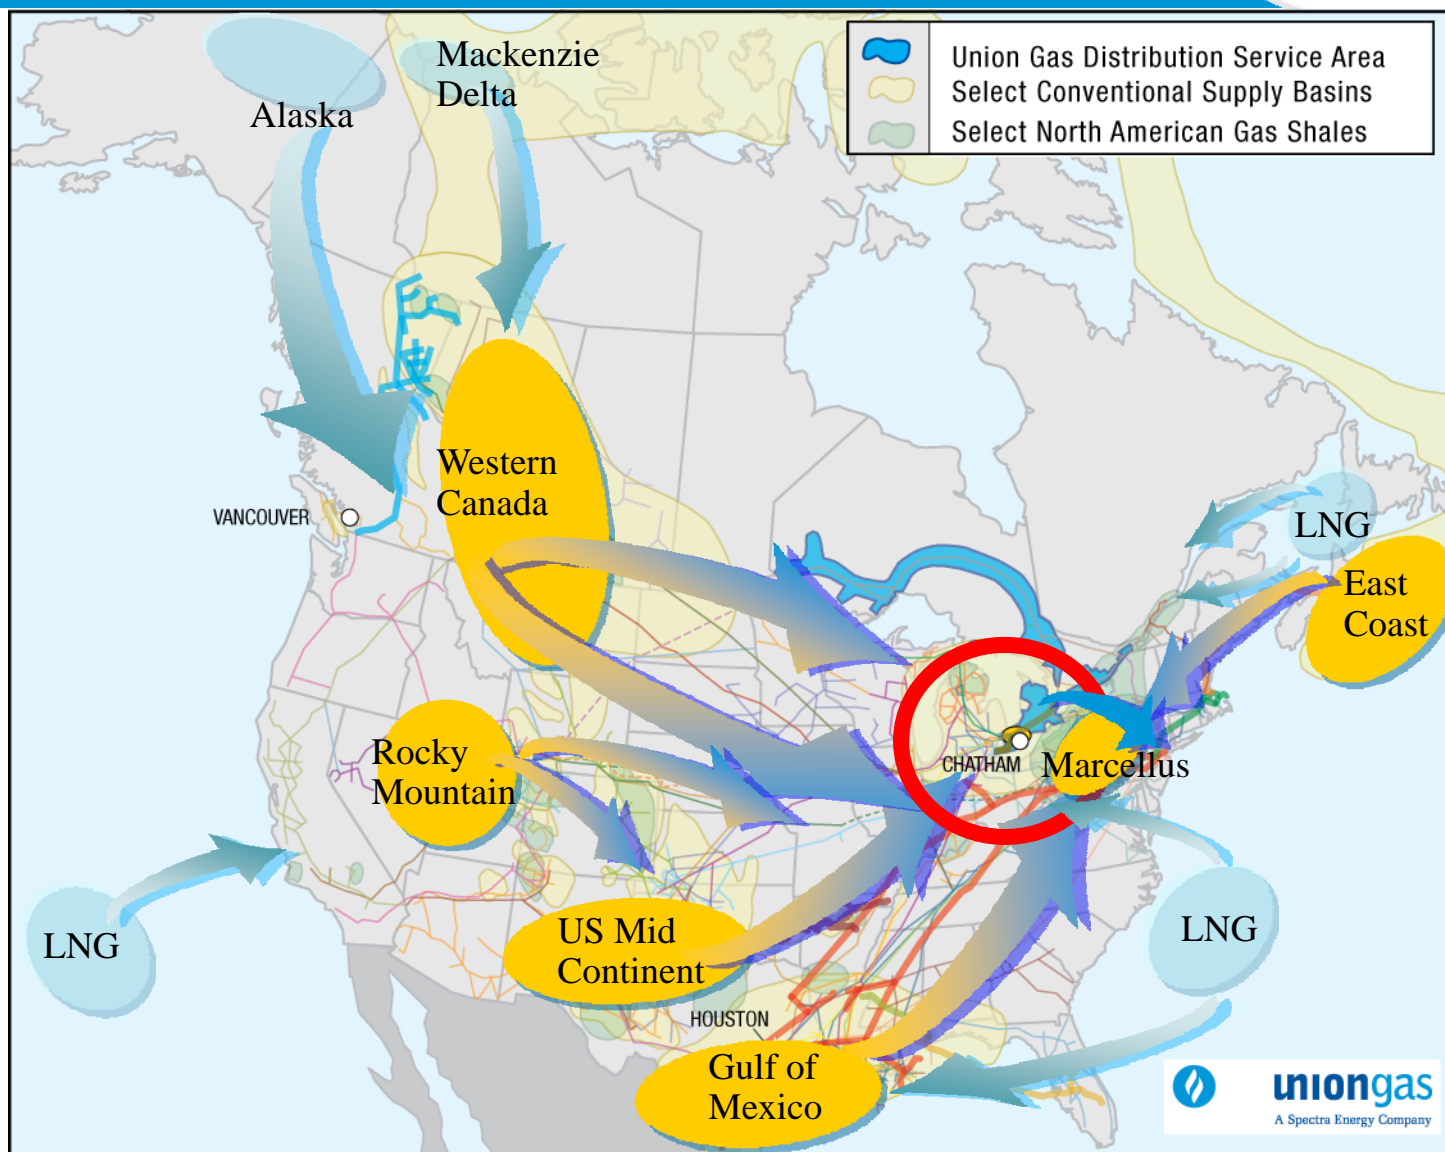 Mackenzie
Delta
Alaska
Union Gas Distribution Service Area
Select Conventional Supply Basins
Select North American Gas Shales
Western
Canada
VANCOUVER
LNG
East
Coast
Rocky
Mountain
CHATHAM
Marcellus
LNG
US Mid
Continent
LNG
HOUSTON
Gulf of
Mexico
uniongas
A Spectra Energy Company